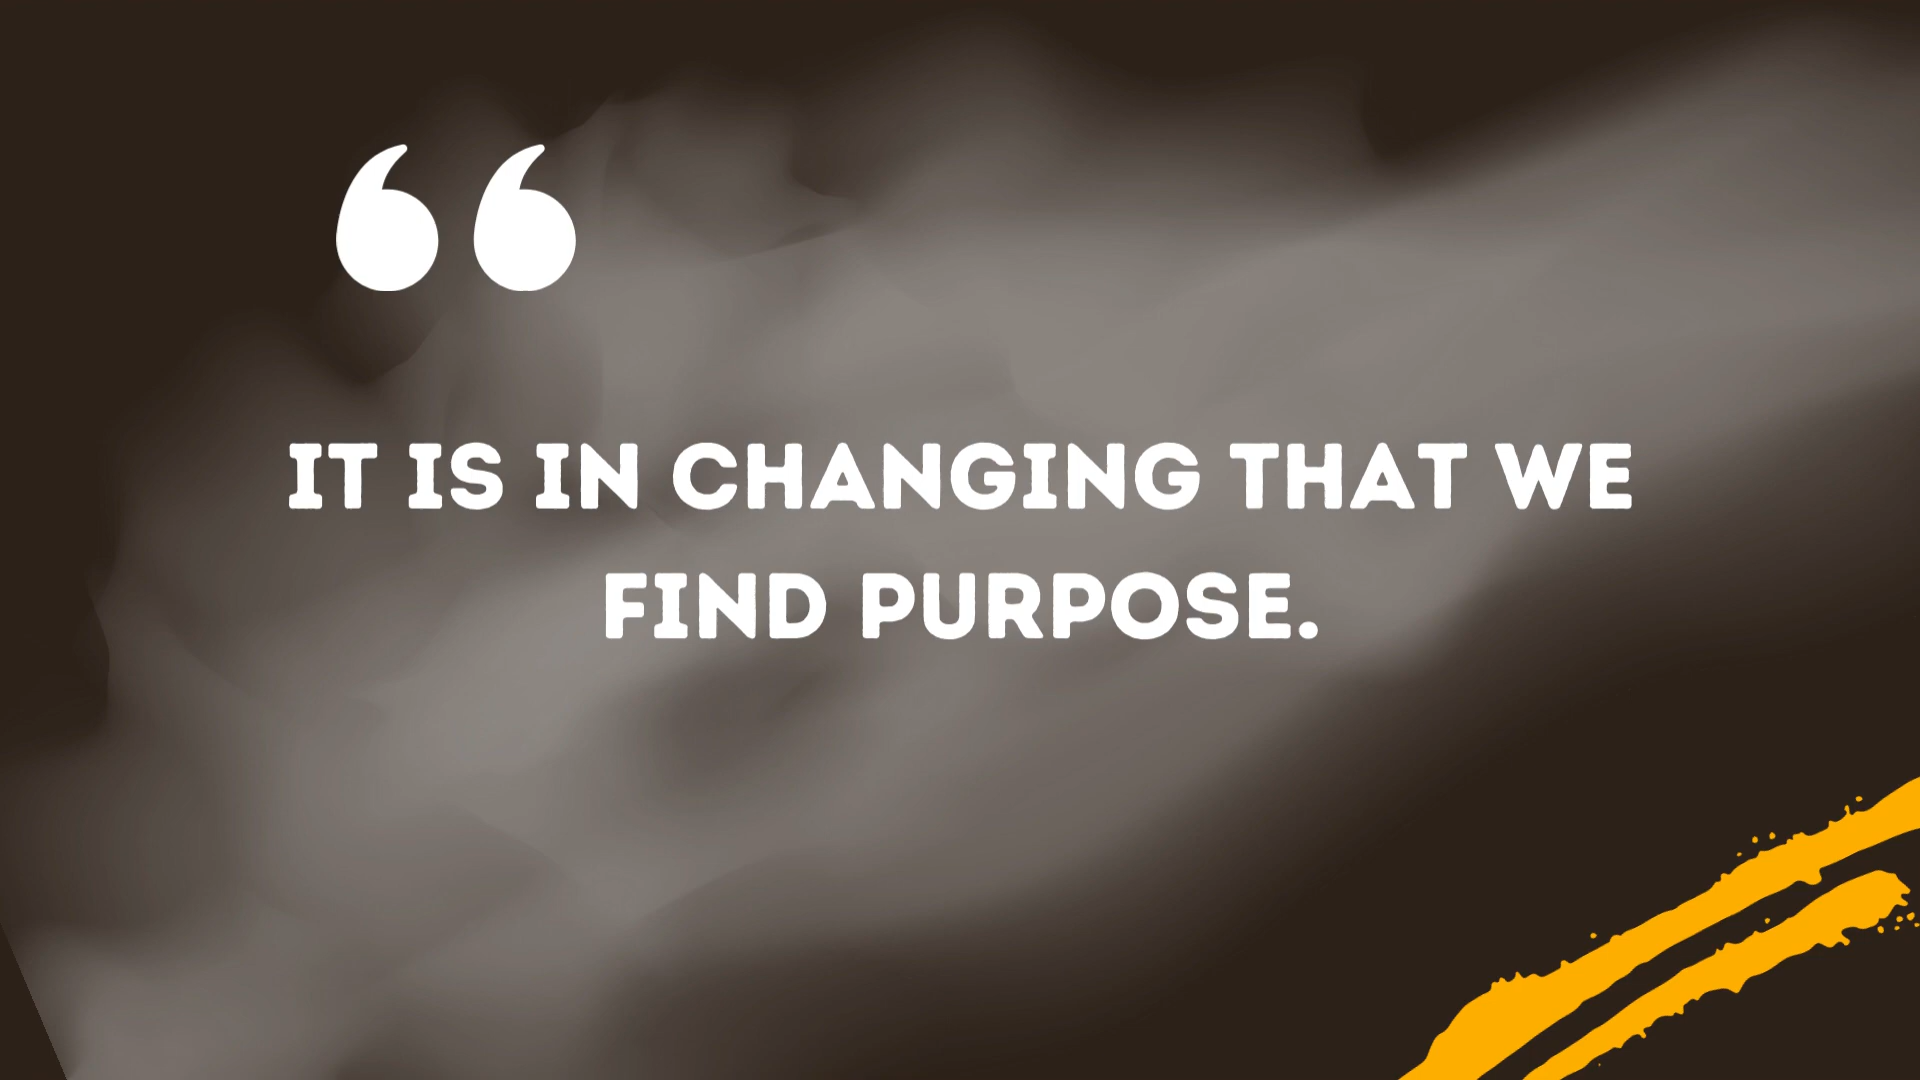 “
IT IS IN CHANGING THAT WE
FIND PURPOSE.